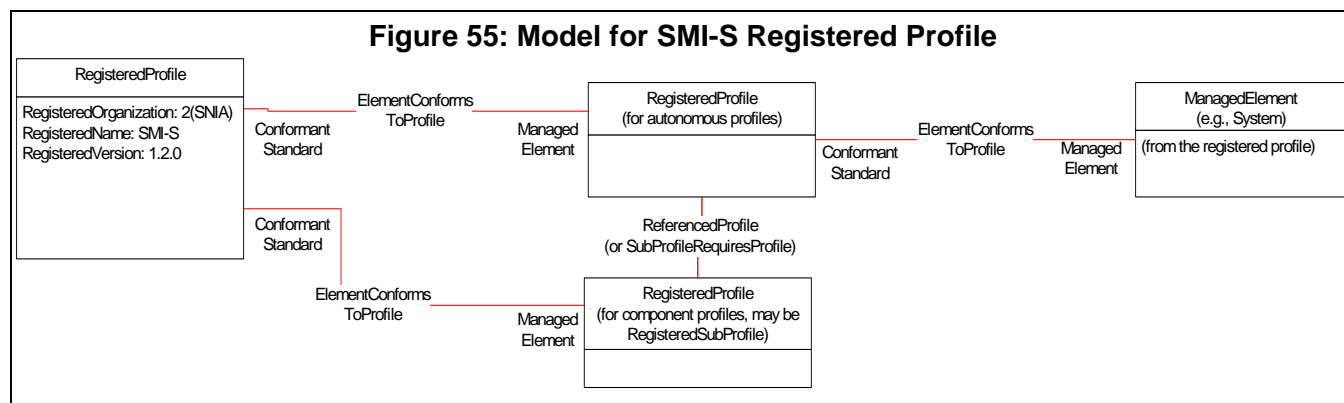 Figure 55: Model for SMI-S Registered Profile
RegisteredProfile
RegisteredOrganization: 2(SNIA)
RegisteredName: SMI-S
RegisteredVersion: 1.2.0
Conformant
Standard
ElementConforms
ToProfile
Managed
Element
RegisteredProfile
(for autonomous profiles)
Conformant
Standard
ElementConforms
ToProfile
Managed
Element
ManagedElement
(e.g., System)
(from the registered profile)
Conformant
Standard
ElementConforms
ToProfile
Managed
Element
ReferencedProfile
(or SubProfileRequiresProfile)
RegisteredProfile
(for component profiles, may be
RegisteredSubProfile)